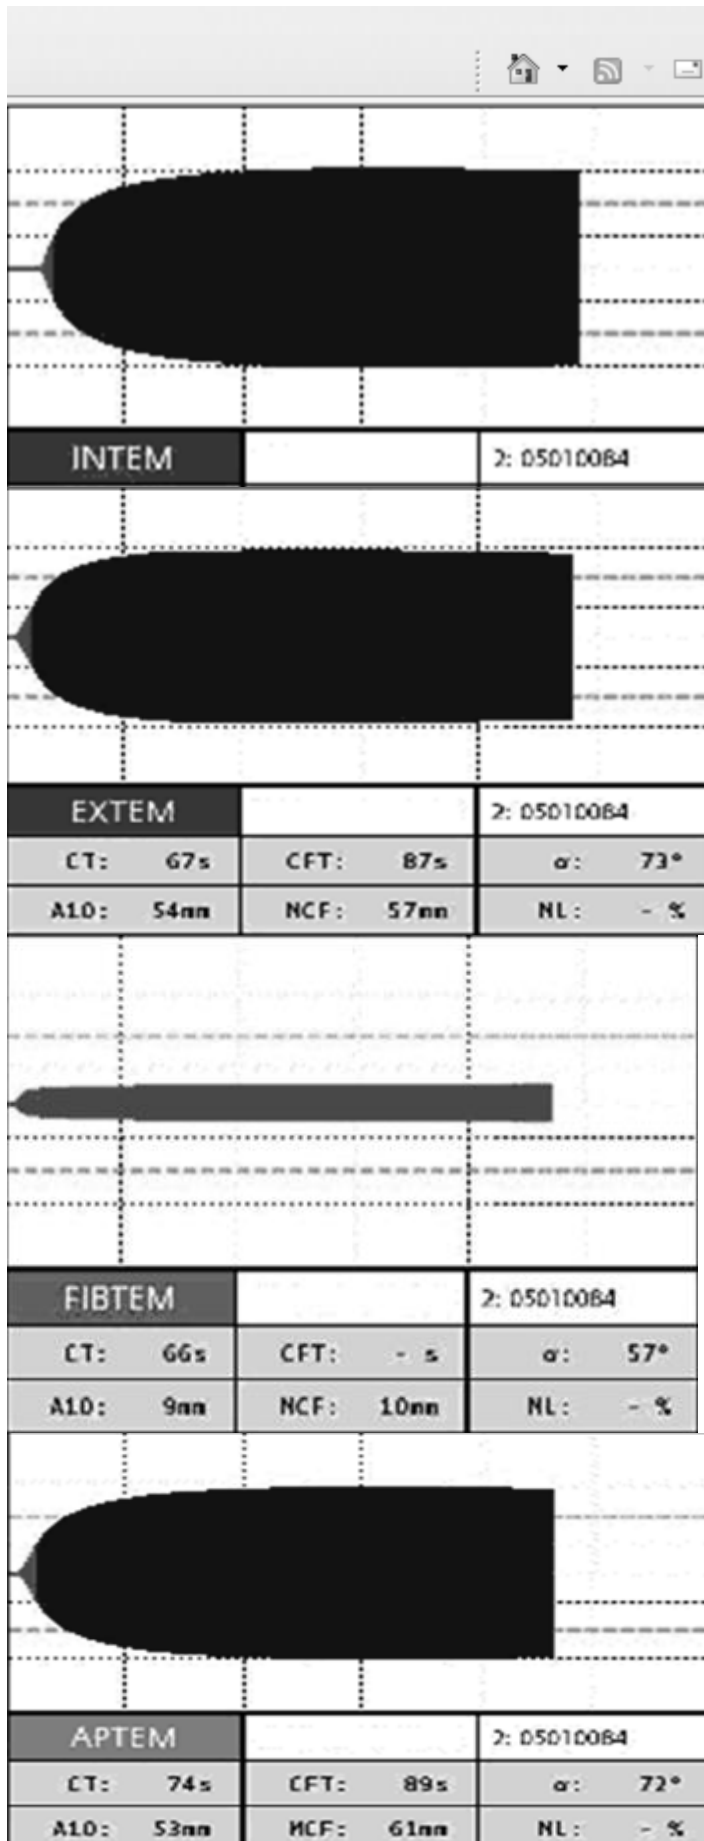 INTEM 2: 05010084
EXTEM 2: 05010084
CT: 67s CFT: 87s α: 73°
A10: 54mm MCF: 57mm ML: - %
FIBTEM 2: 05010084
CT: 66s CFT: - s α: 57°
A10: 9mm MCF: 10mm ML: - %
APTEM 2: 05010084
CT: 74s CFT: 89s α: 72°
A10: 53mm MCF: 61mm ML: - %